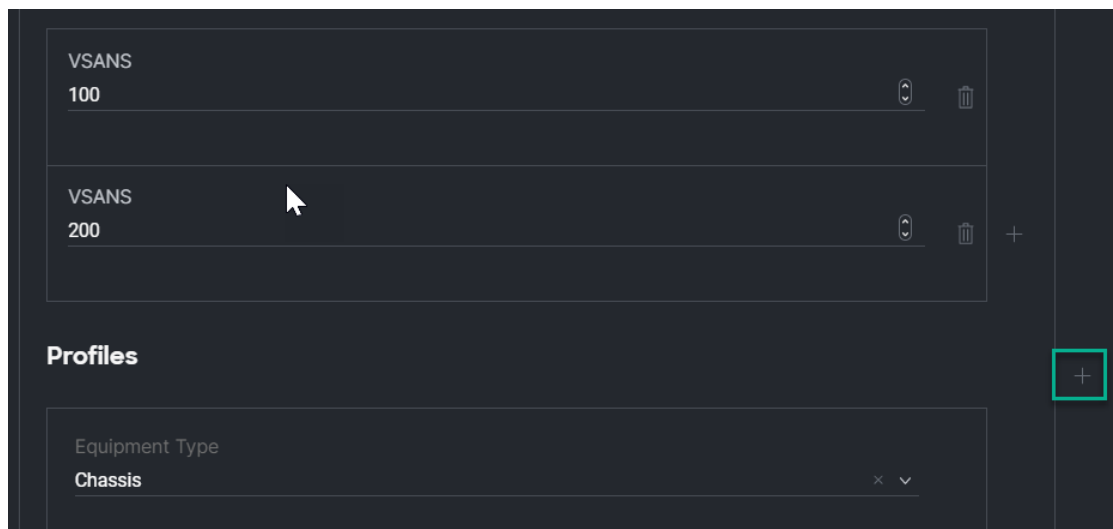 VSANS
100
VSANS
200
Profiles
Equipment Type
Chassis